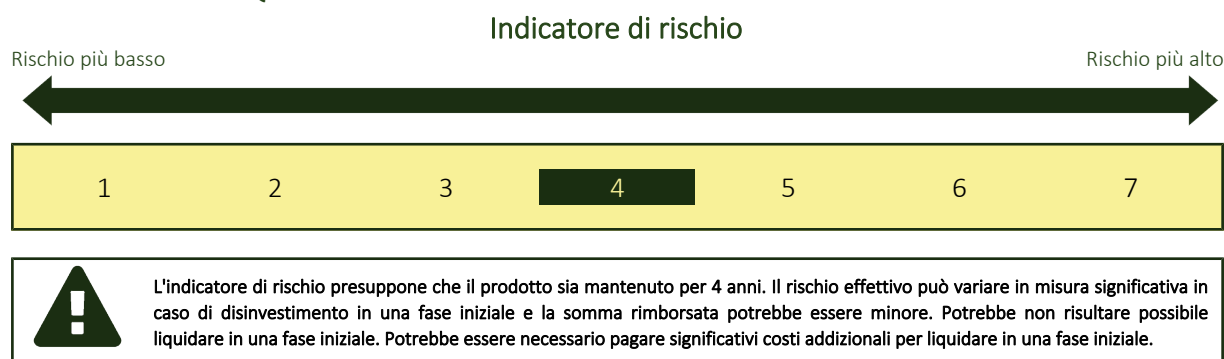 Indicatore di rischio
Rischio più basso
Rischio più alto
1 2 3 4 5 6 7
L'indicatore di rischio presuppone che il prodotto sia mantenuto per 4 anni. Il rischio effettivo può variare in misura significativa in
caso di disinvestimento in una fase iniziale e la somma rimborsata potrebbe essere minore. Potrebbe non risultare possibile
liquidare in una fase iniziale. Potrebbe essere necessario pagare significativi costi addizionali per liquidare in una fase iniziale.